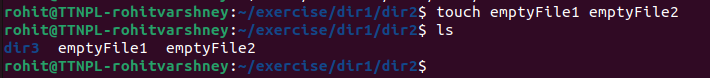 rohit@TTNPL-rohitvarshney:~/exercise/dir1/dir2$ touch emptyFile1 emptyFile2
rohit@TTNPL-rohitvarshney:~/exercise/dir1/dir2$ ls
dir3  emptyFile1  emptyFile2
rohit@TTNPL-rohitvarshney:~/exercise/dir1/dir2$